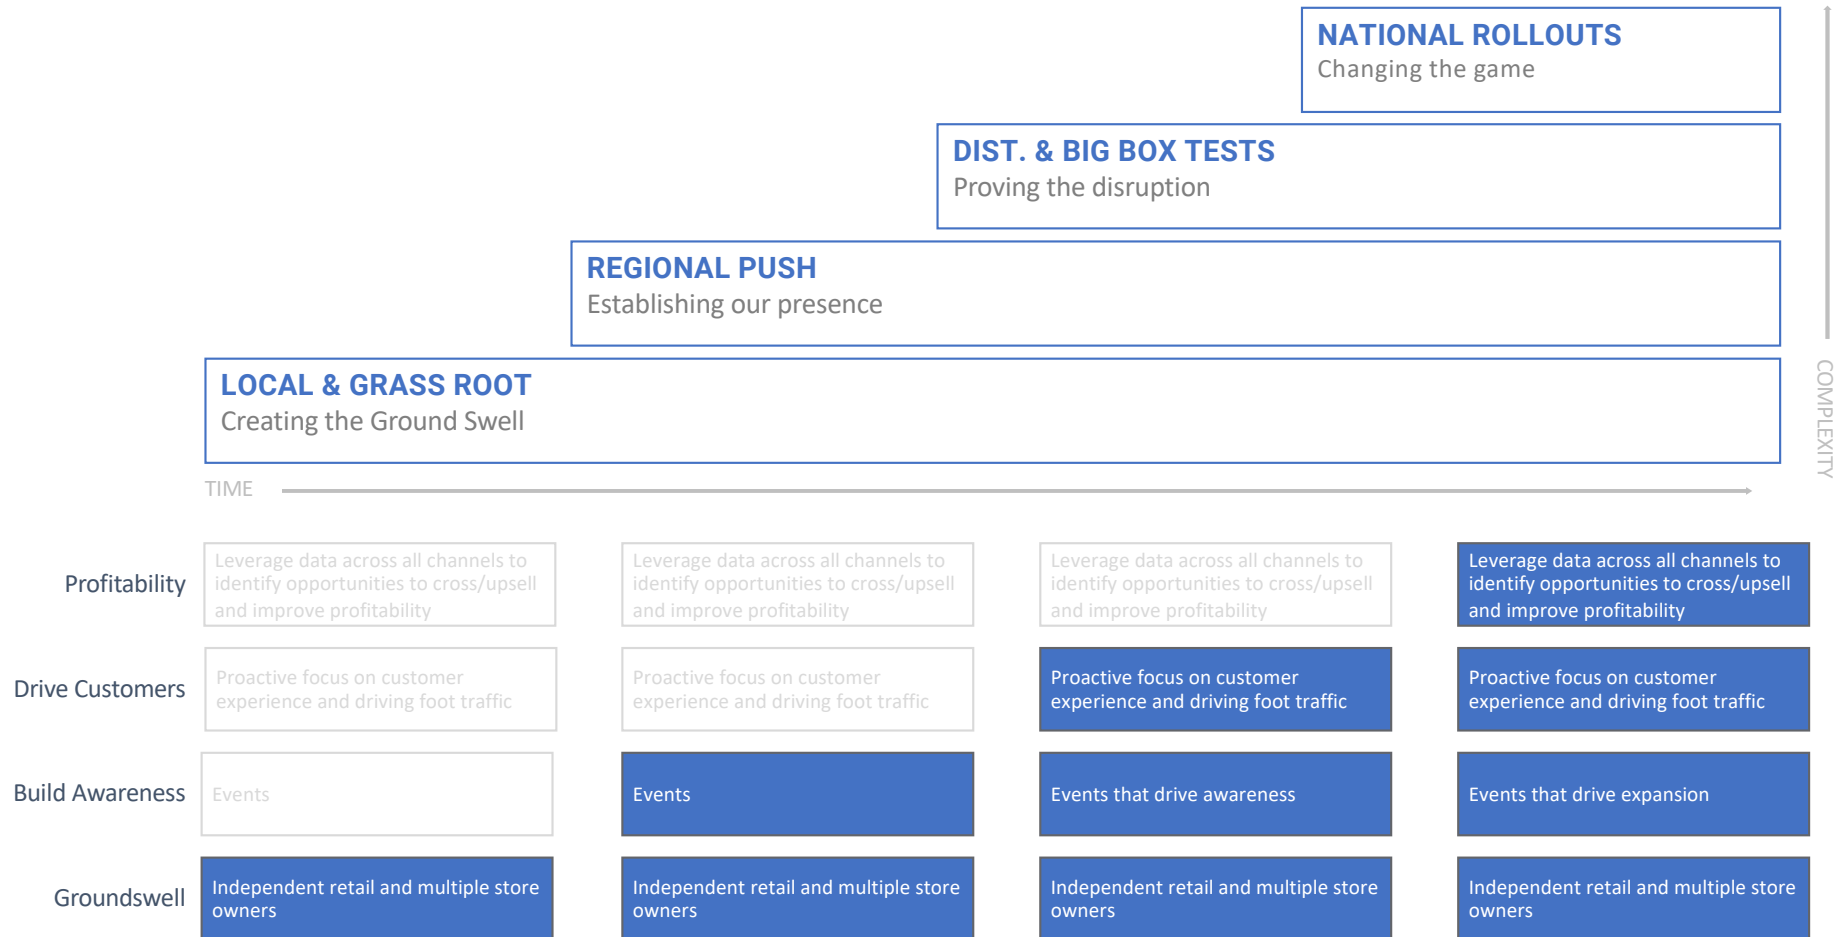 NATIONAL ROLLOUTS
Changing the game
DIST. & BIG BOX TESTS
Proving the disruption
REGIONAL PUSH
Establishing our presence
LOCAL & GRASS ROOT
Creating the Ground Swell
COMPLEXITY
TIME
Profitability
Leverage data across all channels to
identify opportunities to cross/upsell
and improve profitability
Leverage data across all channels to
identify opportunities to cross/upsell
and improve profitability
Leverage data across all channels to
identify opportunities to cross/upsell
and improve profitability
Leverage data across all channels to
identify opportunities to cross/upsell
and improve profitability
Drive Customers
Proactive focus on customer
experience and driving foot traffic
Proactive focus on customer
experience and driving foot traffic
Proactive focus on customer
experience and driving foot traffic
Proactive focus on customer
experience and driving foot traffic
Build Awareness
Events
Events
Events that drive awareness
Events that drive expansion
Groundswell
Independent retail and multiple store
owners
Independent retail and multiple store
owners
Independent retail and multiple store
owners
Independent retail and multiple store
owners